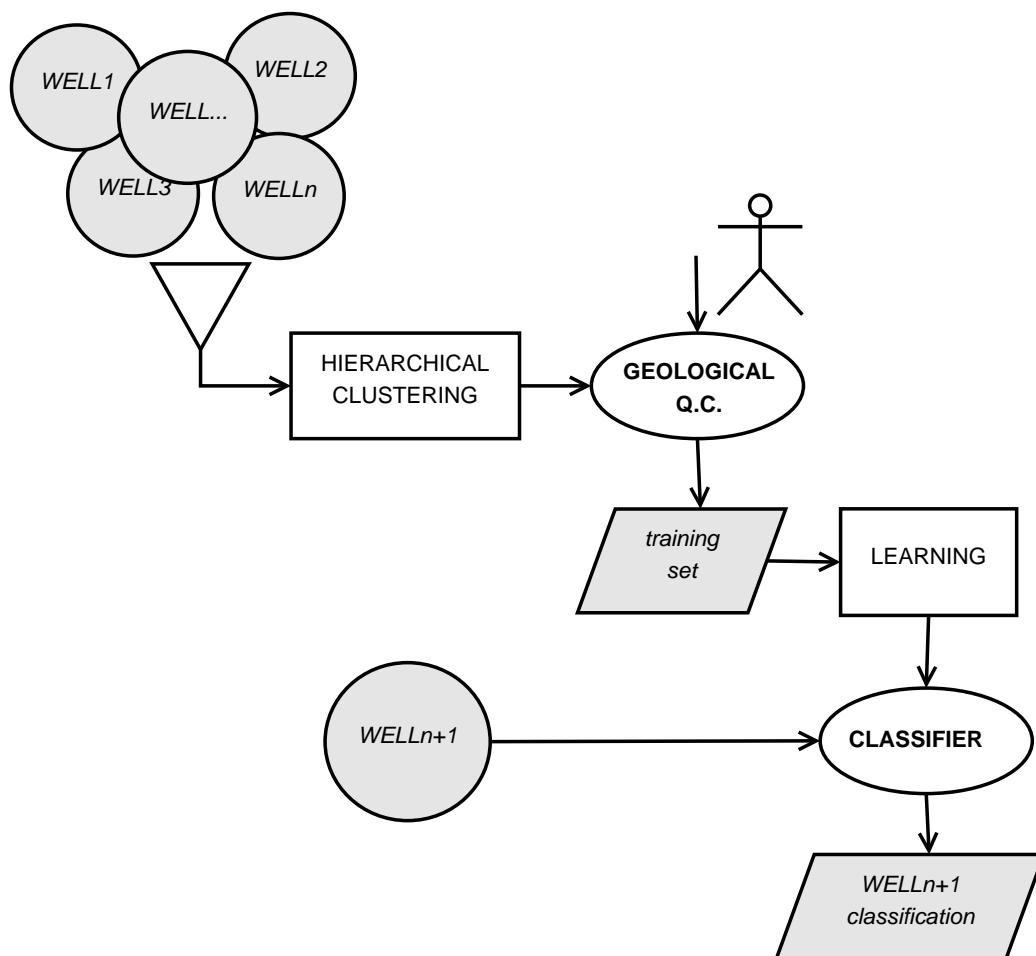 WELL1
WELL2
WELL...
WELL3
WELLn
HIERARCHICAL
CLUSTERING
GEOLOGICAL
Q.C.
training
set
LEARNING
WELLn+1
CLASSIFIER
WELLn+1
classification